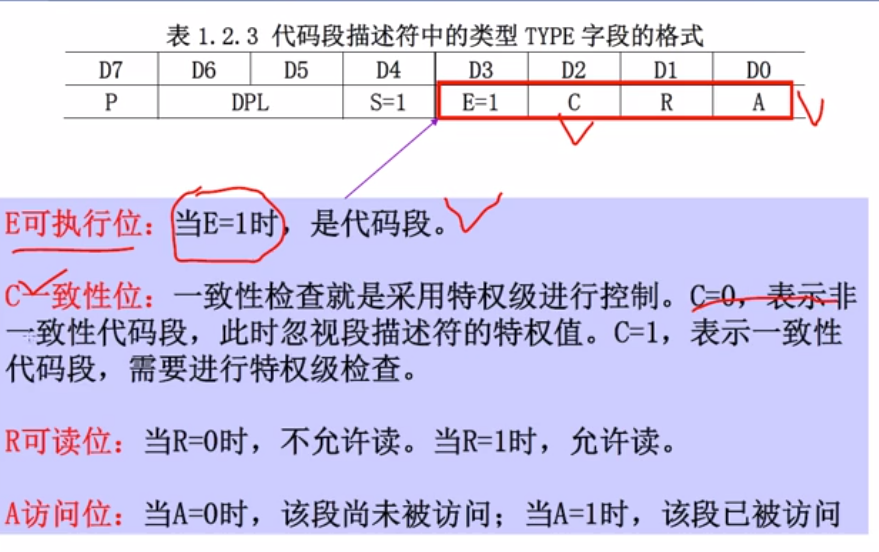 表 1.2.3 代码段描述符中的类型 TYPE 字段的格式
D7 D6 D5 D4 D3 D2 D1 D0
P DPL S=1 E=1 C R A
E可执行位：当E=1时，是代码段。
C一致性位：一致性检查就是采用特权级进行控制。C=0，表示非
一致性代码段，此时忽视段描述符的特权值。C=1，表示一致性
代码段，需要进行特权级检查。
R可读位：当R=0时，不允许读。当R=1时，允许读。
A访问位：当A=0时，该段尚未被访问；当A=1时，该段已被访问